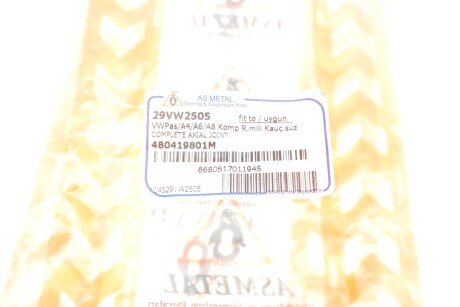 AS METAL
Steering & Suspension Parts
29VW2505 fit to / uygun
VWPas/A4/A6/A8 Komp R.mili Kauç.suz
COMPLETE AXIAL JOINT
4B0419801M
8680617011945
ASMETAL